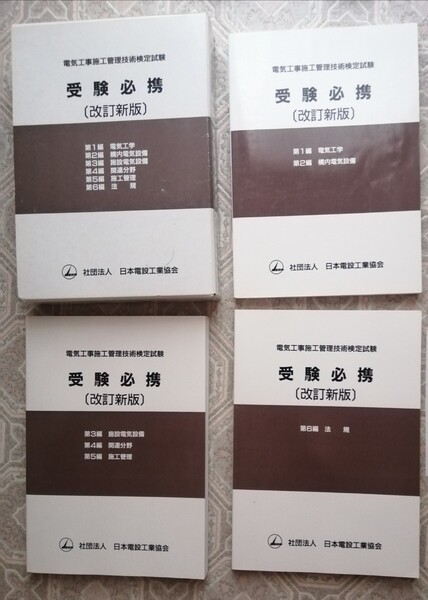 電気工事施工管理技術検定試験
受験必携
〔改訂新版〕
第1編 電気工学
第2編 構内電気設備
第3編 施設電気設備
第4編 関連分野
第5編 施工管理
第6編 法規
社団法人 日本電設工業協会
電気工事施工管理技術検定試験
受験必携
〔改訂新版〕
第1編 電気工学
第2編 構内電気設備
社団法人 日本電設工業協会
電気工事施工管理技術検定試験
受験必携
〔改訂新版〕
第3編 施設電気設備
第4編 関連分野
第5編 施工管理
社団法人 日本電設工業協会
電気工事施工管理技術検定試験
受験必携
〔改訂新版〕
第6編 法規
社団法人 日本電設工業協会